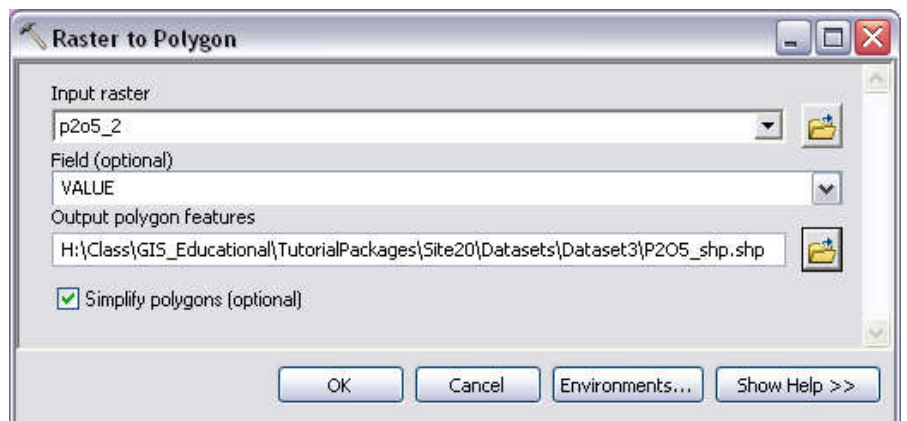 Raster to Polygon
Input raster
p2o5_2
Field (optional)
VALUE
Output polygon features
H:\Class\GIS_Educational\TutorialPackages\Site20\Datasets\Dataset3\P2O5_shp.shp
Simplify polygons (optional)
OK Cancel Environments... Show Help >>